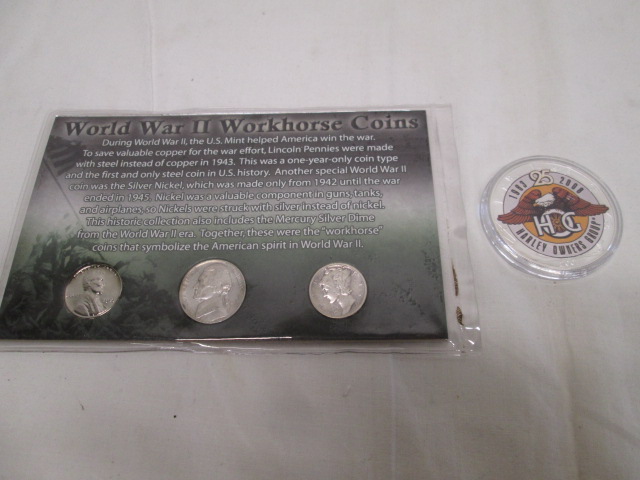 World War II Workhorse Coins
During World War II, the U.S. Mint helped America win the war.
To save valuable copper for the war effort, Lincoln Pennies were made
with steel instead of copper in 1943. This was a one-year-only coin type
and the first and only steel coin in U.S. history. Another special World War II
coin was the Silver Nickel, which was made only from 1942 until the war
ended in 1945. Nickel was a valuable component in guns, tanks,
and airplanes, so Nickels were struck with silver instead of nickel.
This historic collection also includes the Mercury Silver Dime
from the World War II era. Together, these were the "workhorse"
coins that symbolize the American spirit in World War II.
1983 25 2008
HOG
HARLEY OWNERS GROUP